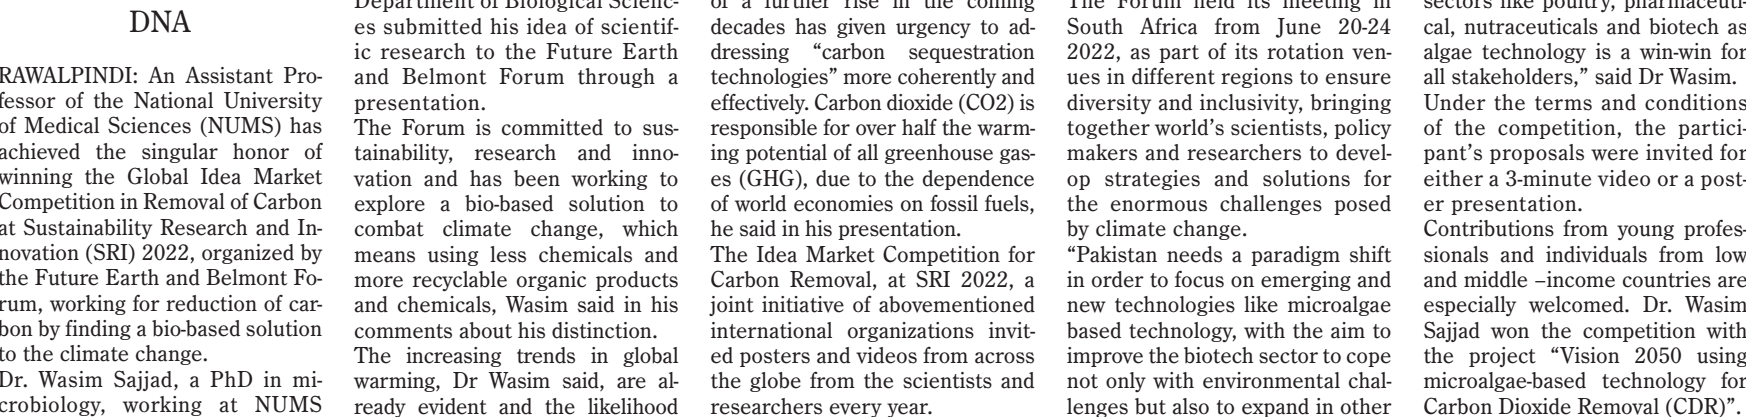 DNA
RAWALPINDI: An Assistant Pro-
fessor of the National University
of Medical Sciences (NUMS) has
achieved the singular honor of
winning the Global Idea Market
Competition in Removal of Carbon
at Sustainability Research and In-
novation (SRI) 2022, organized by
the Future Earth and Belmont Fo-
rum, working for reduction of car-
bon by finding a bio-based solution
to the climate change.
Dr. Wasim Sajjad, a PhD in mi-
crobiology, working at NUMS
Department of Biological Scienc-
es submitted his idea of scientif-
ic research to the Future Earth
and Belmont Forum through a
presentation.
The Forum is committed to sus-
tainability, research and inno-
vation and has been working to
explore a bio-based solution to
combat climate change, which
means using less chemicals and
more recyclable organic products
and chemicals, Wasim said in his
comments about his distinction.
The increasing trends in global
warming, Dr Wasim said, are al-
ready evident and the likelihood
of a further rise in the coming
decades has given urgency to ad-
dressing “carbon sequestration
technologies” more coherently and
effectively. Carbon dioxide (CO2) is
responsible for over half the warm-
ing potential of all greenhouse gas-
es (GHG), due to the dependence
of world economies on fossil fuels,
he said in his presentation.
The Idea Market Competition for
Carbon Removal, at SRI 2022, a
joint initiative of abovementioned
international organizations invit-
ed posters and videos from across
the globe from the scientists and
researchers every year.
The Forum held its meeting in
South Africa from June 20-24
2022, as part of its rotation ven-
ues in different regions to ensure
diversity and inclusivity, bringing
together world’s scientists, policy
makers and researchers to devel-
op strategies and solutions for
the enormous challenges posed
by climate change.
“Pakistan needs a paradigm shift
in order to focus on emerging and
new technologies like microalgae
based technology, with the aim to
improve the biotech sector to cope
not only with environmental chal-
lenges but also to expand in other
sectors like poultry, pharmaceuti-
cal, nutraceuticals and biotech as
algae technology is a win-win for
all stakeholders,” said Dr Wasim.
Under the terms and conditions
of the competition, the partici-
pant’s proposals were invited for
either a 3-minute video or a post-
er presentation.
Contributions from young profes-
sionals and individuals from low
and middle –income countries are
especially welcomed. Dr. Wasim
Sajjad won the competition with
the project “Vision 2050 using
microalgae-based technology for
Carbon Dioxide Removal (CDR)”.